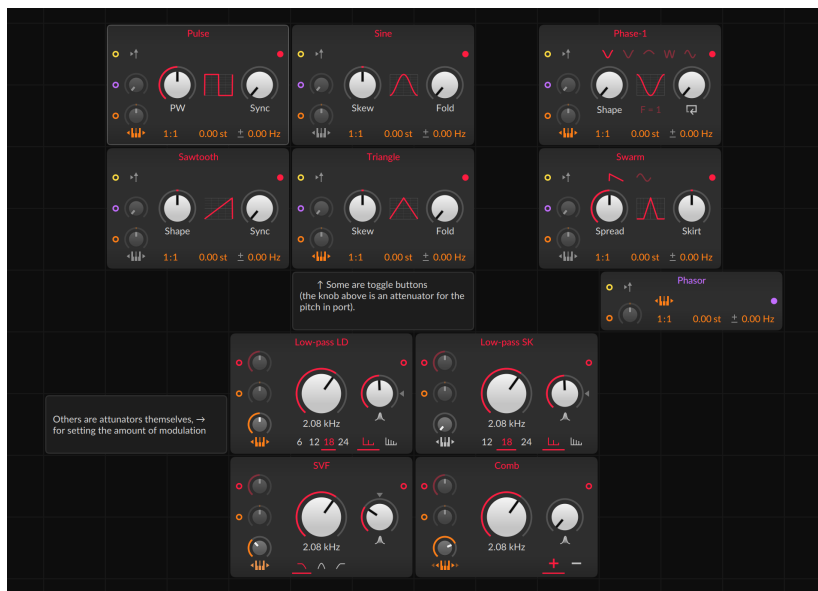 Pulse
PW
Sync
1:1 0.00 st ± 0.00 Hz
Sine
Skew
Fold
1:1 0.00 st ± 0.00 Hz
Phase-1
Shape
F < 1
1:1 0.00 st ± 0.00 Hz
Sawtooth
Shape
Sync
1:1 0.00 st ± 0.00 Hz
Triangle
Skew
Fold
1:1 0.00 st ± 0.00 Hz
Swarm
Spread
Skirt
1:1 0.00 st ± 0.00 Hz
↑ Some are toggle buttons
(the knob above is an attenuator for the
pitch in port).
Phasor
1:1 0.00 st ± 0.00 Hz
Low-pass LD
2.08 kHz
6 12 18 24
Low-pass SK
2.08 kHz
12 18 24
Others are attunators themselves, →
for setting the amount of modulation
SVF
2.08 kHz
Comb
2.08 kHz
+ −